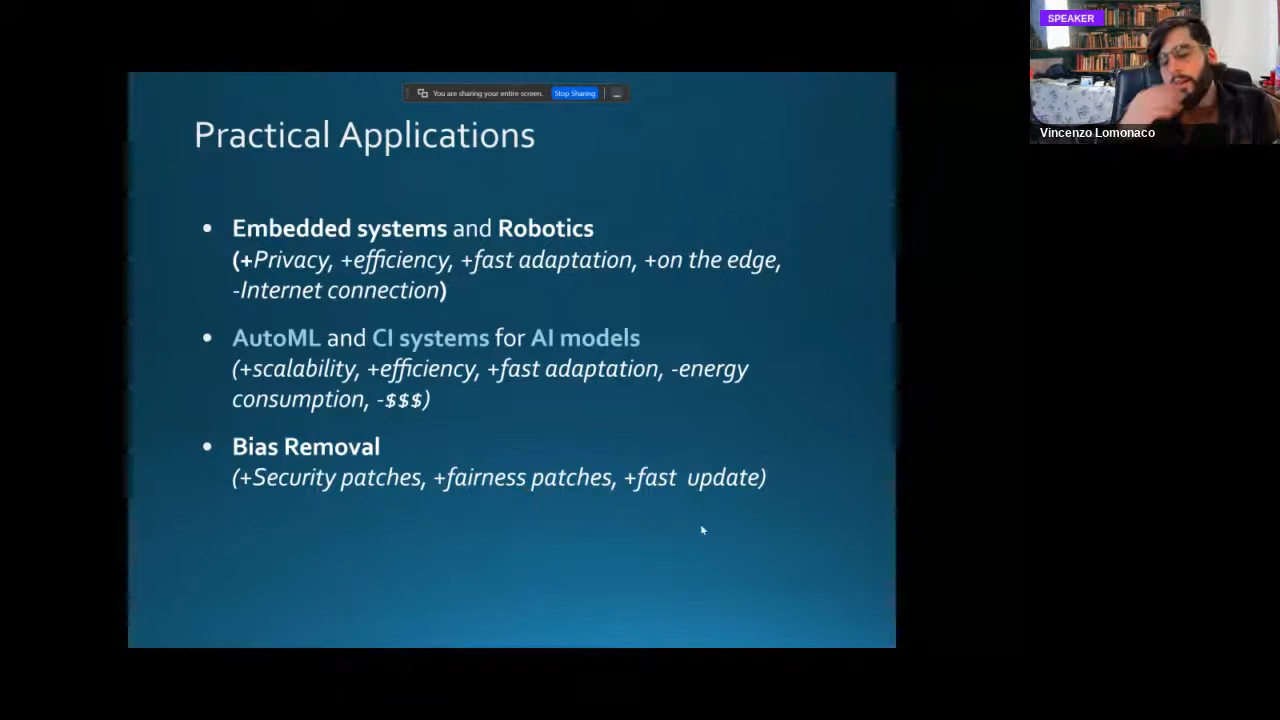 SPEAKER
Vincenzo Lomonaco
You are sharing your entire screen. Stop Sharing
Practical Applications
• Embedded systems and Robotics
(+Privacy, +efficiency, +fast adaptation, +on the edge,
-Internet connection)
• AutoML and CI systems for AI models
(+scalability, +efficiency, +fast adaptation, -energy
consumption, -$$$)
• Bias Removal
(+Security patches, +fairness patches, +fast  update)